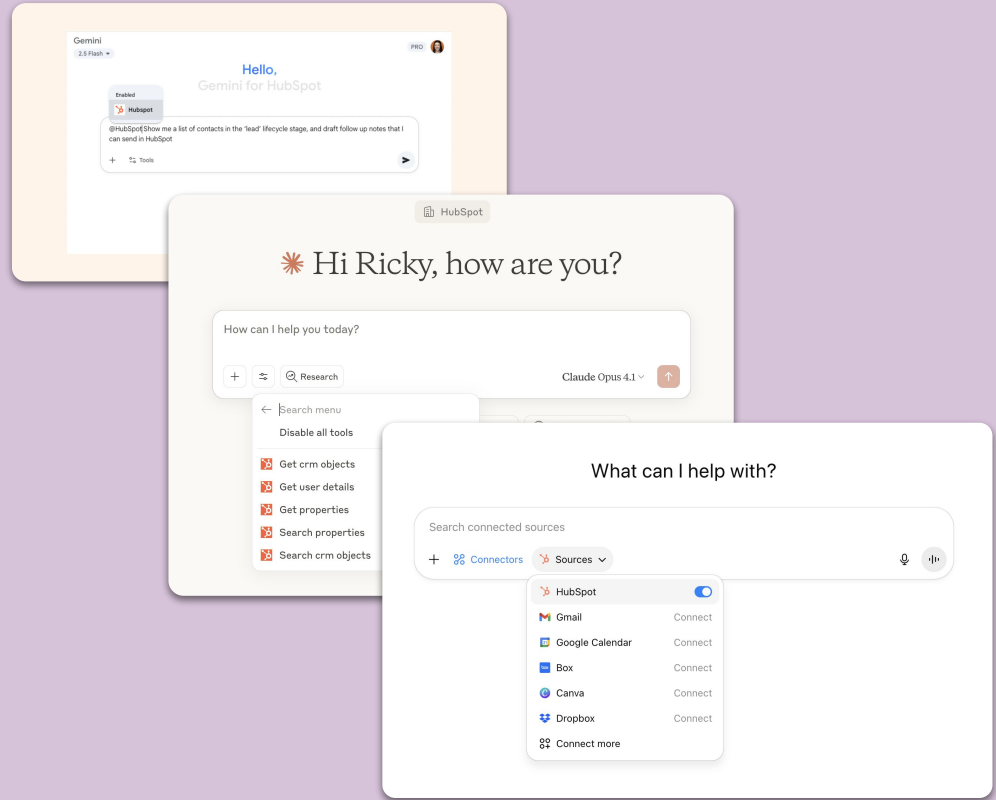 Gemini
2.5 Flash
PRO
Hello,
Gemini for HubSpot
Enabled
Hubspot
@HubSpot Show me a list of contacts in the 'lead' lifecycle stage, and draft follow up notes that I
can send in HubSpot
Tools
HubSpot
Hi Ricky, how are you?
How can I help you today?
Research
Claude Opus 4.1
Search menu
Disable all tools
Get crm objects
Get user details
Get properties
Search properties
Search crm objects
What can I help with?
Search connected sources
Connectors
Sources
HubSpot
Gmail Connect
Google Calendar Connect
Box Connect
Canva Connect
Dropbox Connect
Connect more